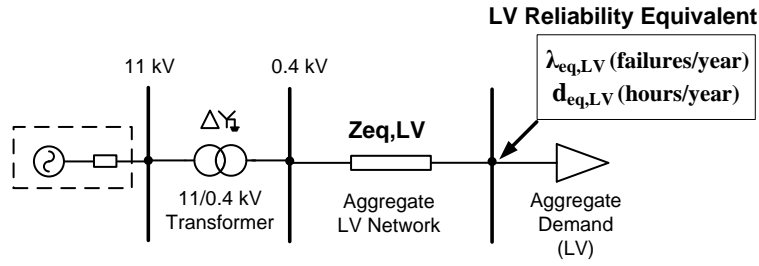 LV Reliability Equivalent
λeq,LV (failures/year)
deq,LV (hours/year)
11 kV
0.4 kV
ΔY
Zeq,LV
11/0.4 kV
Transformer
Aggregate
LV Network
Aggregate
Demand
(LV)